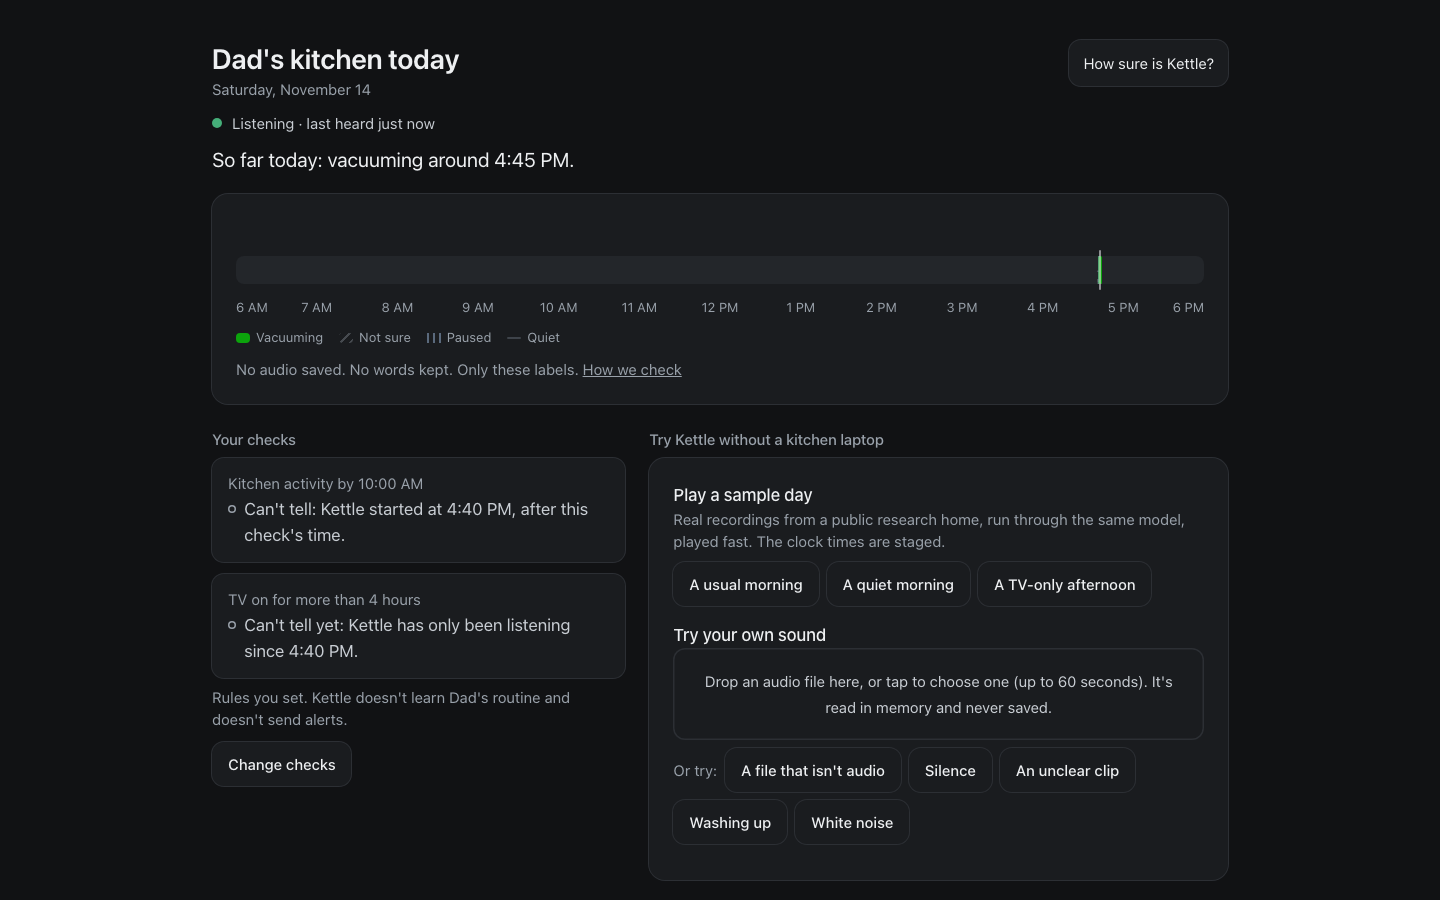 Dad's kitchen today
How sure is Kettle?
Saturday, November 14
Listening · last heard just now
So far today: vacuuming around 4:45 PM.
6 AM 7 AM 8 AM 9 AM 10 AM 11 AM 12 PM 1 PM 2 PM 3 PM 4 PM 5 PM 6 PM
Vacuuming Not sure Paused Quiet
No audio saved. No words kept. Only these labels. How we check
Your checks
Kitchen activity by 10:00 AM
Can't tell: Kettle started at 4:40 PM, after this
check's time.
TV on for more than 4 hours
Can't tell yet: Kettle has only been listening
since 4:40 PM.
Rules you set. Kettle doesn't learn Dad's routine and
doesn't send alerts.
Change checks
Try Kettle without a kitchen laptop
Play a sample day
Real recordings from a public research home, run through the same model,
played fast. The clock times are staged.
A usual morning A quiet morning A TV-only afternoon
Try your own sound
Drop an audio file here, or tap to choose one (up to 60 seconds). It's
read in memory and never saved.
Or try: A file that isn't audio Silence An unclear clip
Washing up White noise